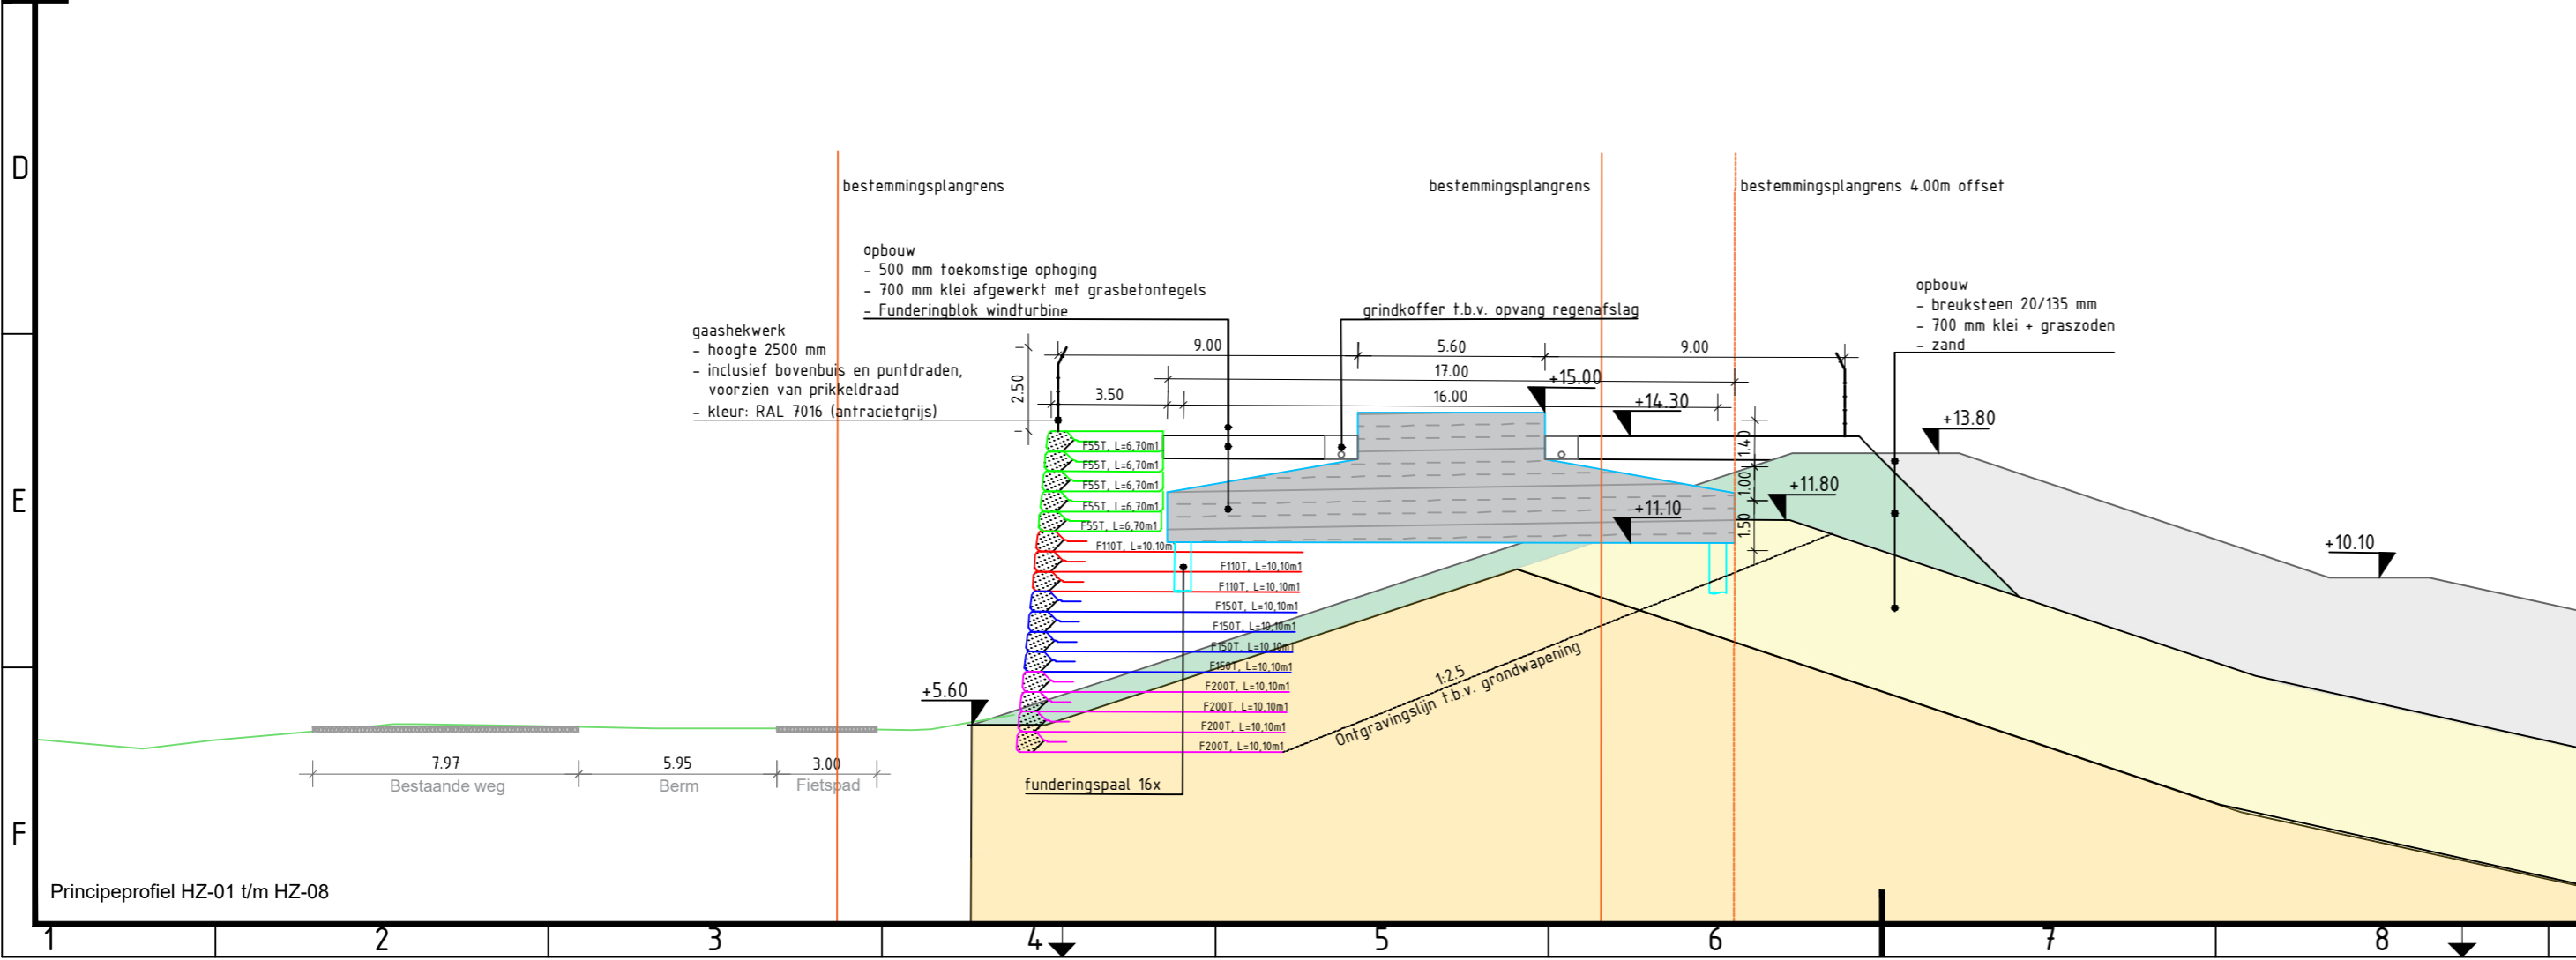 D
bestemmingsplangrens
bestemmingsplangrens
bestemmingsplangrens 4.00m offset
opbouw
- 500 mm toekomstige ophoging
- 700 mm klei afgewerkt met grasbetontegels
- Funderingblok windturbine
grindkoffer t.b.v. opvang regenafslag
opbouw
- breuksteen 20/135 mm
- 700 mm klei + graszoden
- zand
gaashekwerk
- hoogte 2500 mm
- inclusief bovenbuis en puntdraden,
voorzien van prikkeldraad
- kleur: RAL 7016 (antracietgrijs)
9.00
5.60
9.00
2.50
17.00
+15.00
3.50
16.00
+14.30
+13.80
1.40
F55T, L=6,70m1
F55T, L=6,70m1
F55T, L=6,70m1
F55T, L=6,70m1
F55T, L=6,70m1
1.00
+11.80
E
+11.10
1.50
F110T, L=10.10m
F110T, L=10,10m1
F110T, L=10,10m1
+10.10
F150T, L=10,10m1
F150T, L=10,10m1
F150T, L=10,10m1
F150T, L=10,10m1
F200T, L=10,10m1
F200T, L=10,10m1
F200T, L=10,10m1
F200T, L=10,10m1
1:2.5
Ontgravingslijn t.b.v. grondwapening
+5.60
7.97
5.95
3.00
Bestaande weg
Berm
Fietspad
funderingspaal 16x
F
Principeprofiel HZ-01 t/m HZ-08
1
2
3
4
5
6
7
8